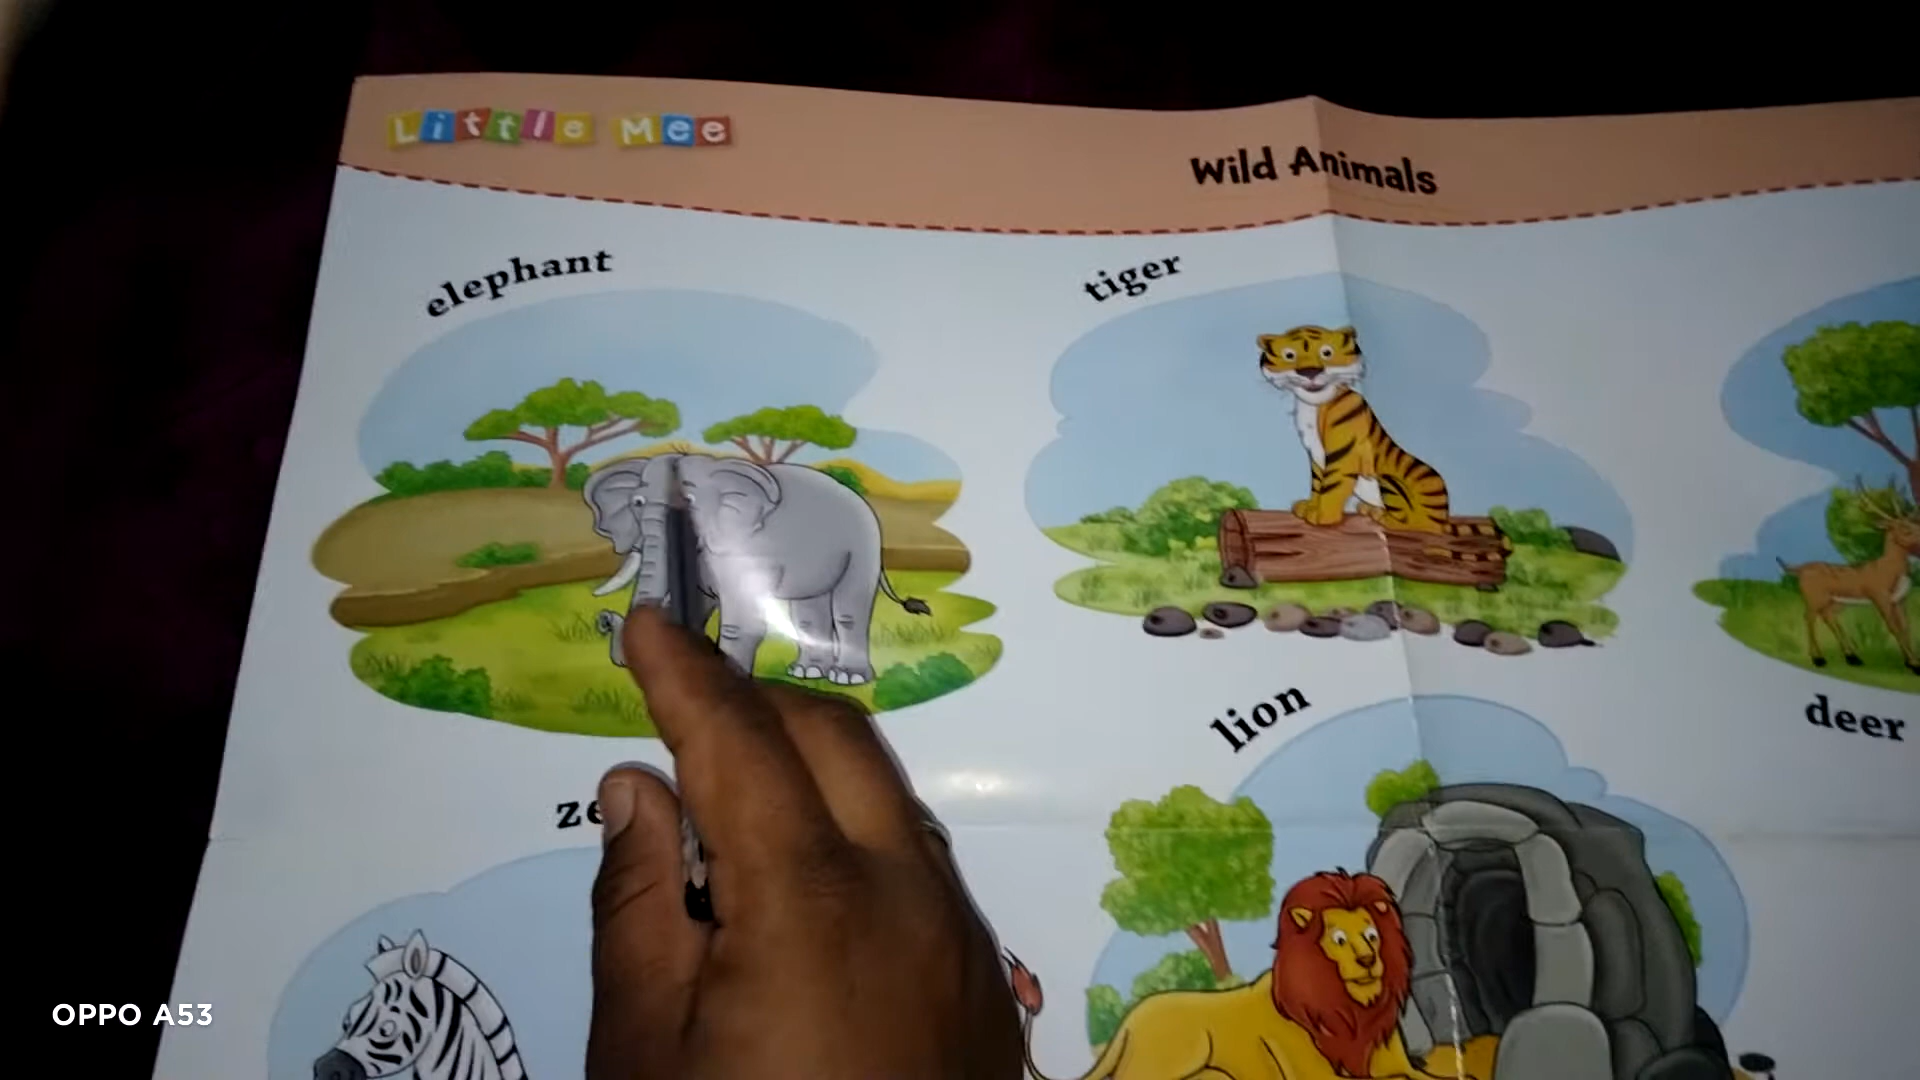 Little Mee
Wild Animals
elephant
tiger
lion
deer
OPPO A53